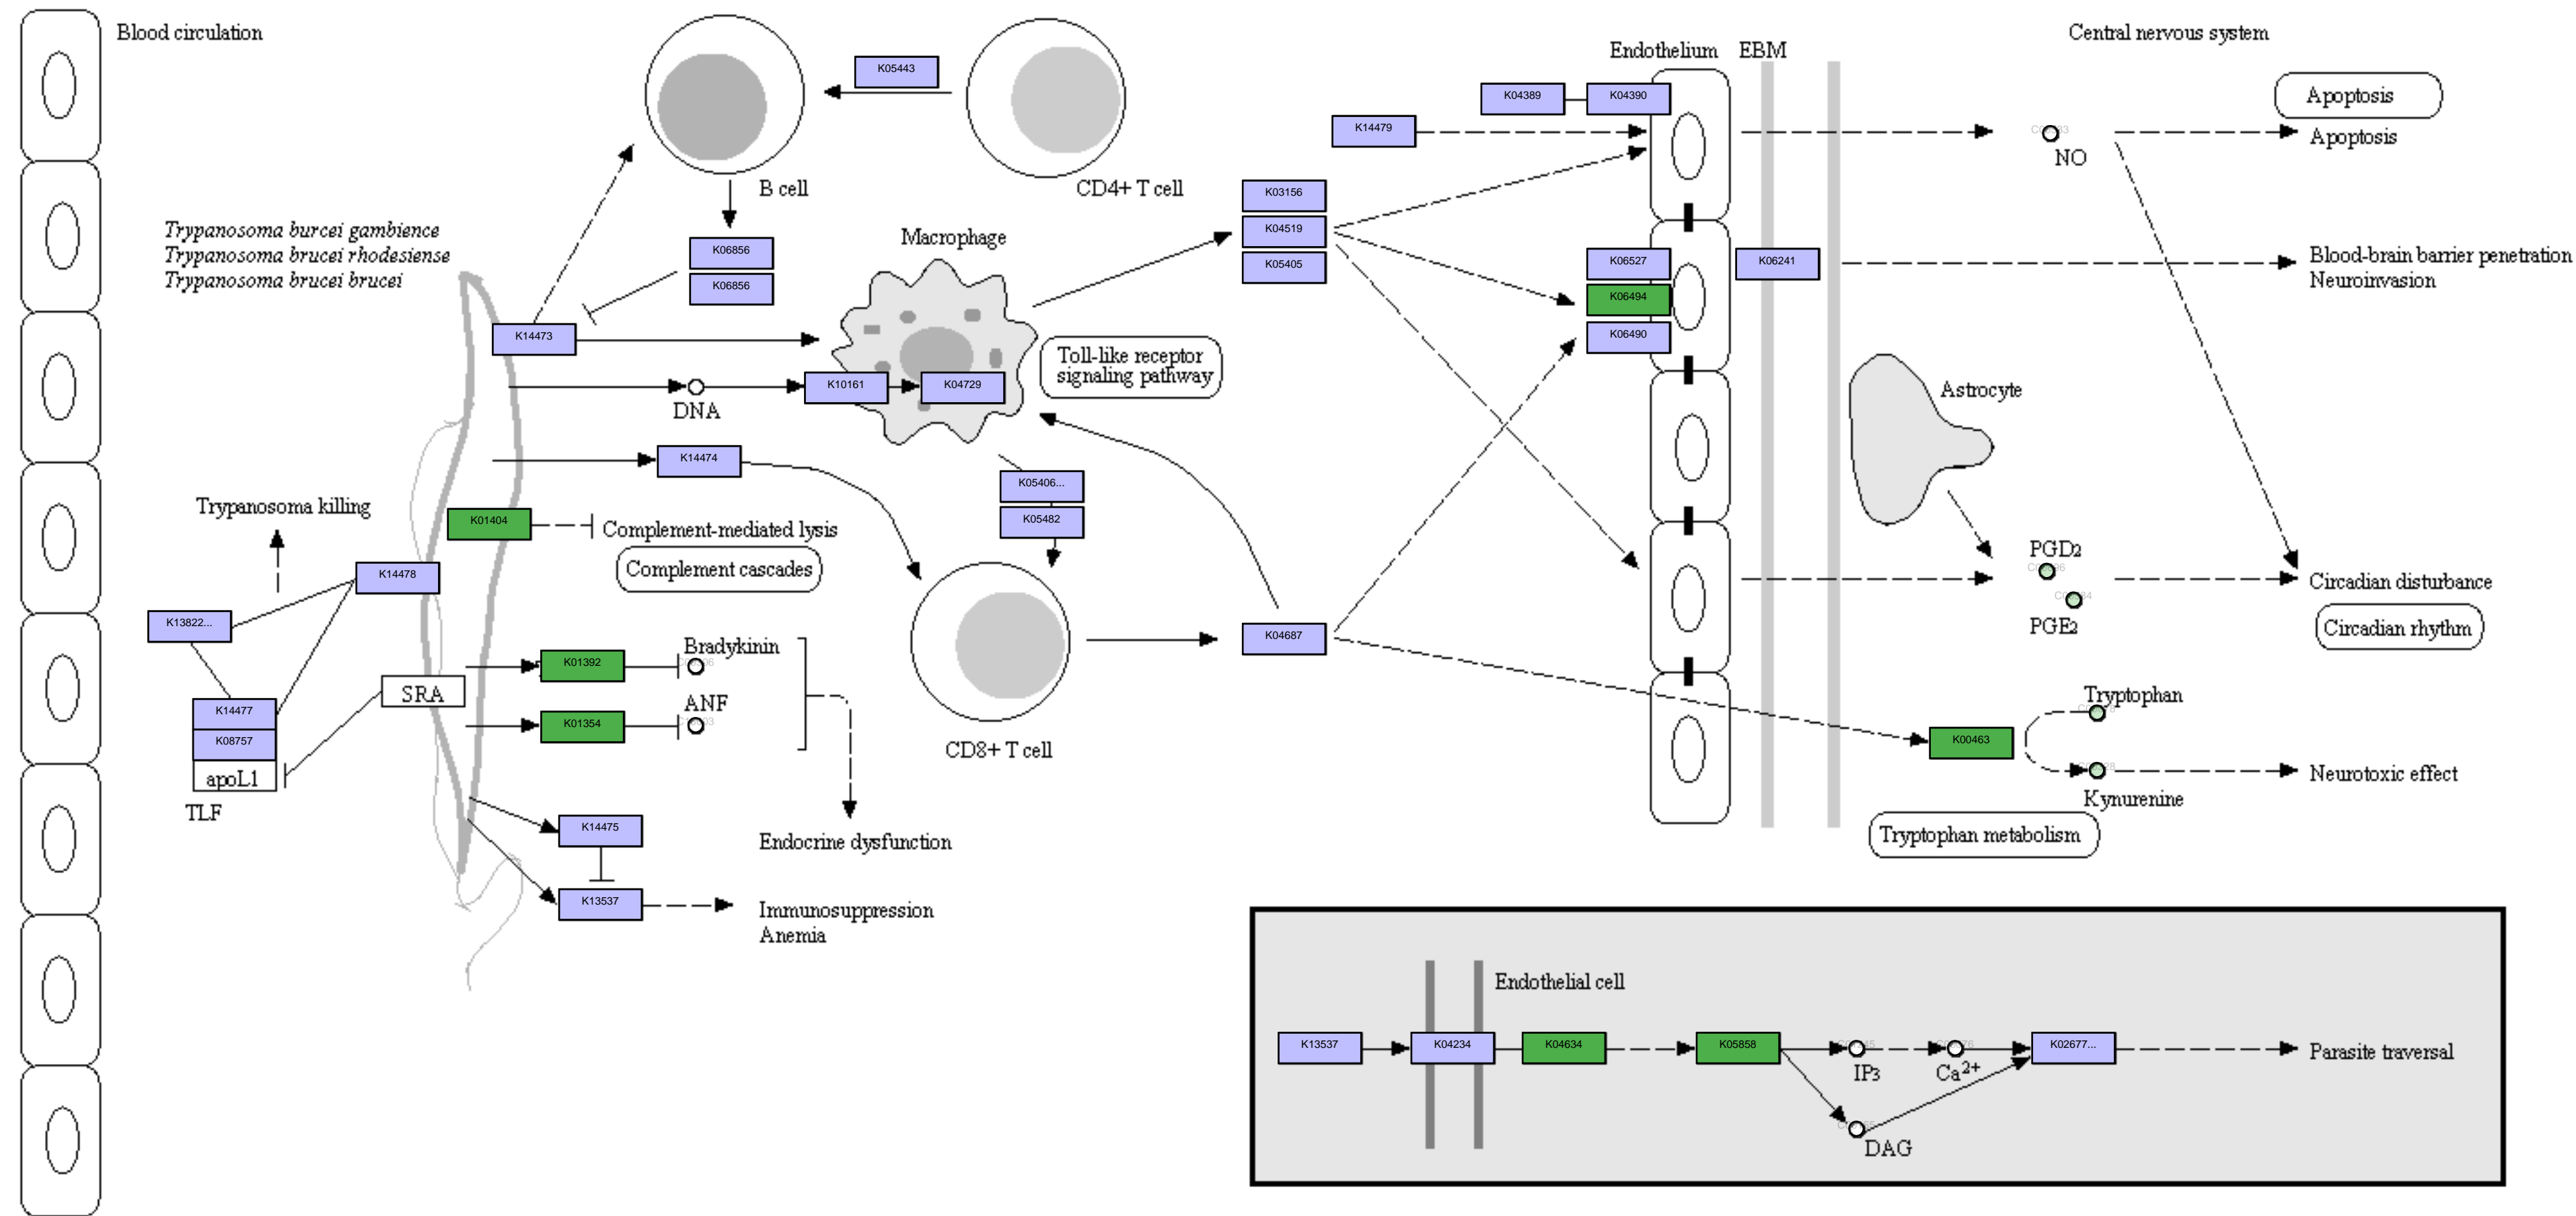 Blood circulation
Central nervous system
Endothelium
EBM
K05443
K04389
K04390
Apoptosis
K14479
NO
Apoptosis
B cell
CD4+ T cell
K03156
K04519
K05405
Trypanosoma burcei gambience
Trypanosoma brucei rhodesiense
Trypanosoma brucei brucei
K06856
K06856
Macrophage
K06527
K06494
K06490
K06241
Blood-brain barrier penetration
Neuroinvasion
K14473
Toll-like receptor
signaling pathway
DNA
K10161
K04729
Astrocyte
K14474
K05406...
K05482
Trypanosoma killing
K01404
Complement-mediated lysis
Complement cascades
K14478
K13822...
PGD2
PGE2
Circadian disturbance
Circadian rhythm
K04687
K01392
Bradykinin
SRA
K14477
K08757
apoL1
TLF
K01354
ANF
CD8+ T cell
Tryptophan
K00463
Kynurenine
Neurotoxic effect
Tryptophan metabolism
K14475
Endocrine dysfunction
K13537
Immunosuppression
Anemia
Endothelial cell
K13537
K04234
K04634
K05858
IP3
Ca2+
K02677...
Parasite traversal
DAG